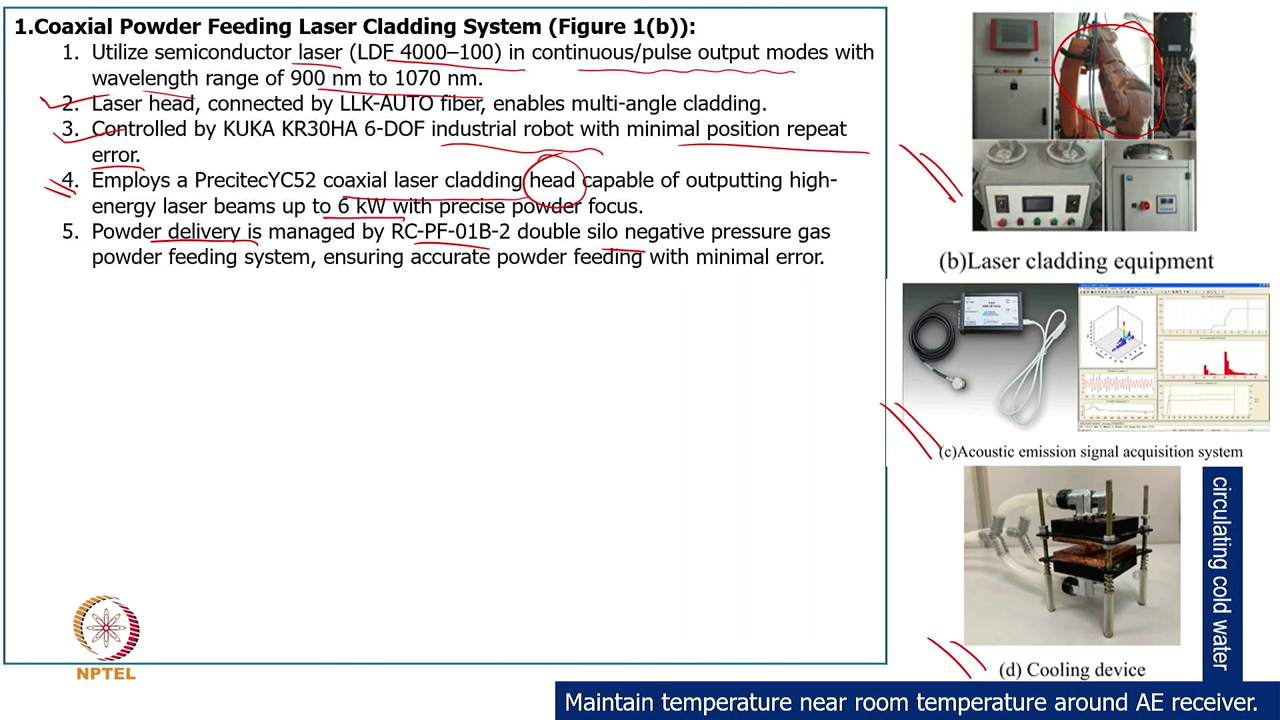 1.Coaxial Powder Feeding Laser Cladding System (Figure 1(b)):
1. Utilize semiconductor laser (LDF 4000–100) in continuous/pulse output modes with
wavelength range of 900 nm to 1070 nm.
2. Laser head, connected by LLK-AUTO fiber, enables multi-angle cladding.
3. Controlled by KUKA KR30HA 6-DOF industrial robot with minimal position repeat
error.
4. Employs a PrecitecYC52 coaxial laser cladding head capable of outputting high-
energy laser beams up to 6 kW with precise powder focus.
5. Powder delivery is managed by RC-PF-01B-2 double silo negative pressure gas
powder feeding system, ensuring accurate powder feeding with minimal error.
(b)Laser cladding equipment
(c)Acoustic emission signal acquisition system
(d) Cooling device
circulating cold water
Maintain temperature near room temperature around AE receiver.
NPTEL